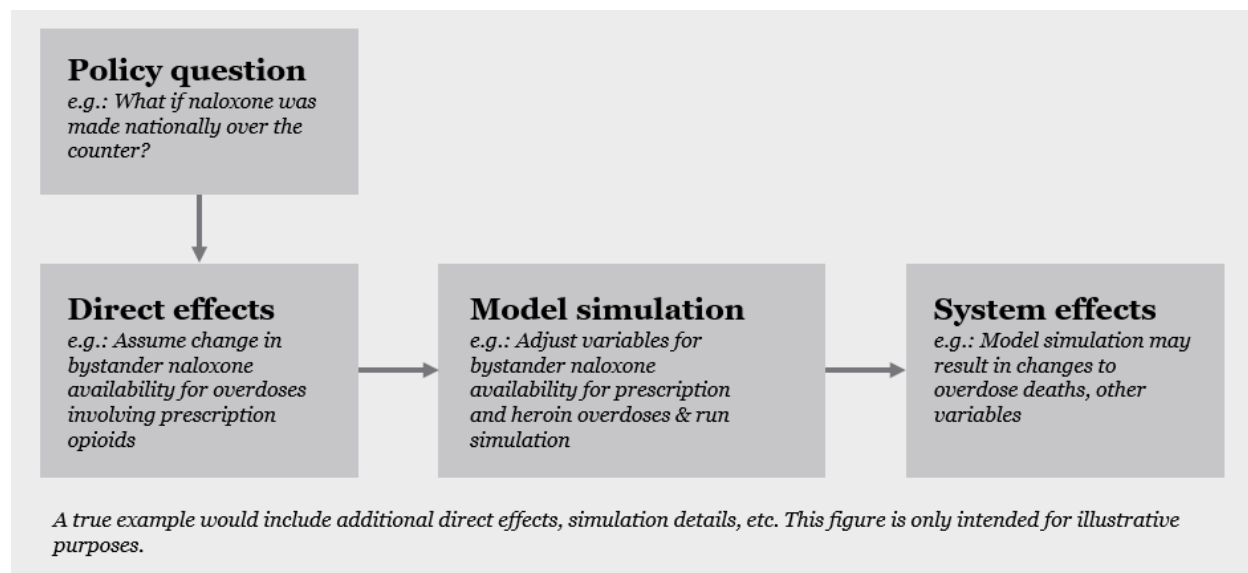 Policy question
e.g.: What if naloxone was
made nationally over the
counter?
Direct effects
e.g.: Assume change in
bystander naloxone
availability for overdoses
involving prescription
opioids
Model simulation
e.g.: Adjust variables for
bystander naloxone
availability for prescription
and heroin overdoses & run
simulation
System effects
e.g.: Model simulation may
result in changes to
overdose deaths, other
variables
A true example would include additional direct effects, simulation details, etc. This figure is only intended for illustrative
purposes.